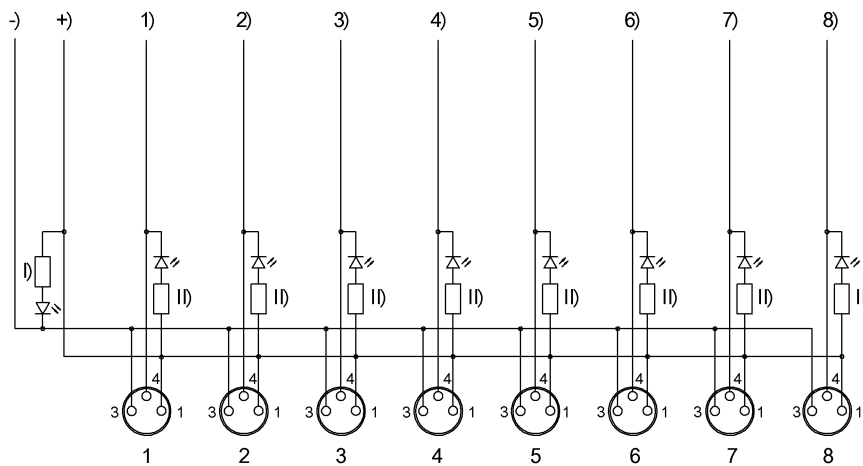 -) +) 1) 2) 3) 4) 5) 6) 7) 8)
I) II) II) II) II) II) II) II) II
4 4 4 4 4 4 4 4
3 1 3 1 3 1 3 1 3 1 3 1 3 1 3 1
1 2 3 4 5 6 7 8